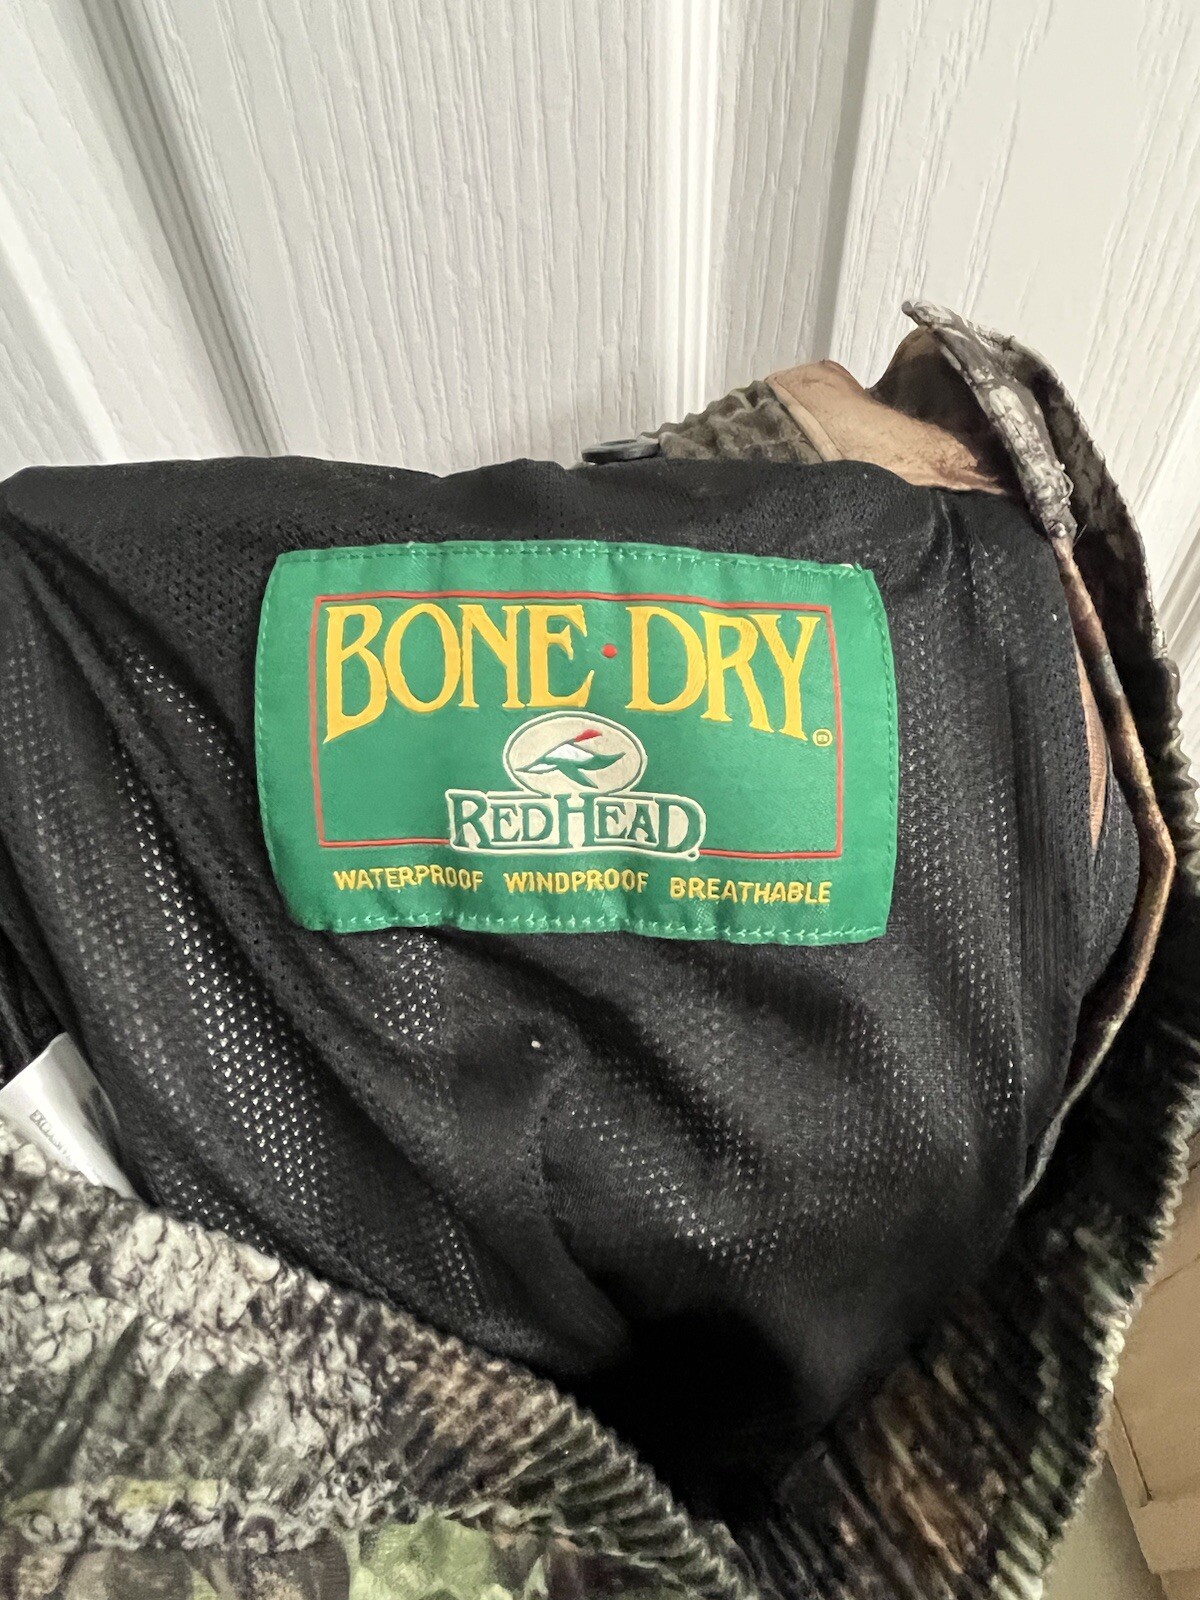 BONE·DRY®
REDHEAD
WATERPROOF WINDPROOF BREATHABLE